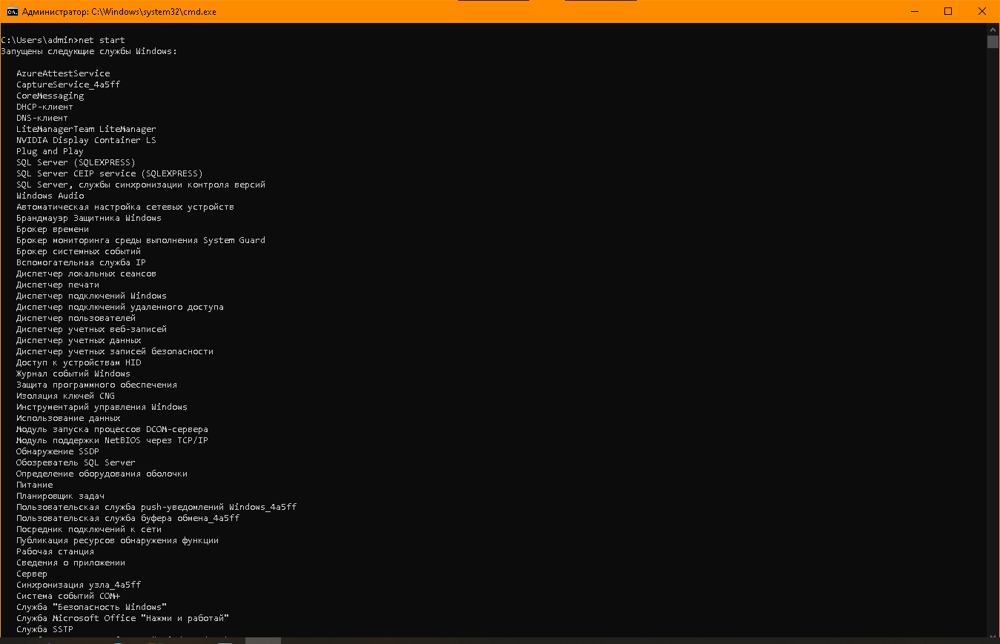 Администратор: C:\Windows\system32\cmd.exe
C:\Users\admin>net start
Запущены следующие службы Windows:
AzureAttestService
CaptureService_4a5ff
CoreMessaging
DHCP-клиент
DNS-клиент
LiteManagerTeam LiteManager
NVIDIA Display Container LS
Plug and Play
SQL Server (SQLEXPRESS)
SQL Server CEIP service (SQLEXPRESS)
SQL Server, службы синхронизации контроля версий
Windows Audio
Автоматическая настройка сетевых устройств
Брандмауэр Защитника Windows
Брокер времени
Брокер мониторинга среды выполнения System Guard
Брокер системных событий
Вспомогательная служба IP
Диспетчер локальных сеансов
Диспетчер печати
Диспетчер подключений Windows
Диспетчер подключений удаленного доступа
Диспетчер пользователей
Диспетчер учетных веб-записей
Диспетчер учетных данных
Диспетчер учетных записей безопасности
Доступ к устройствам HID
Журнал событий Windows
Защита программного обеспечения
Изоляция ключей CNG
Инструментарий управления Windows
Использование данных
Модуль запуска процессов DCOM-сервера
Модуль поддержки NetBIOS через TCP/IP
Обнаружение SSDP
Обозреватель SQL Server
Определение оборудования оболочки
Питание
Планировщик задач
Пользовательская служба push-уведомлений Windows_4a5ff
Пользовательская служба буфера обмена_4a5ff
Посредник подключений к сети
Публикация ресурсов обнаружения функции
Рабочая станция
Сведения о приложении
Сервер
Синхронизация узла_4a5ff
Система событий COM+
Служба "Безопасность Windows"
Служба Microsoft Office "Нажми и работай"
Служба SSTP